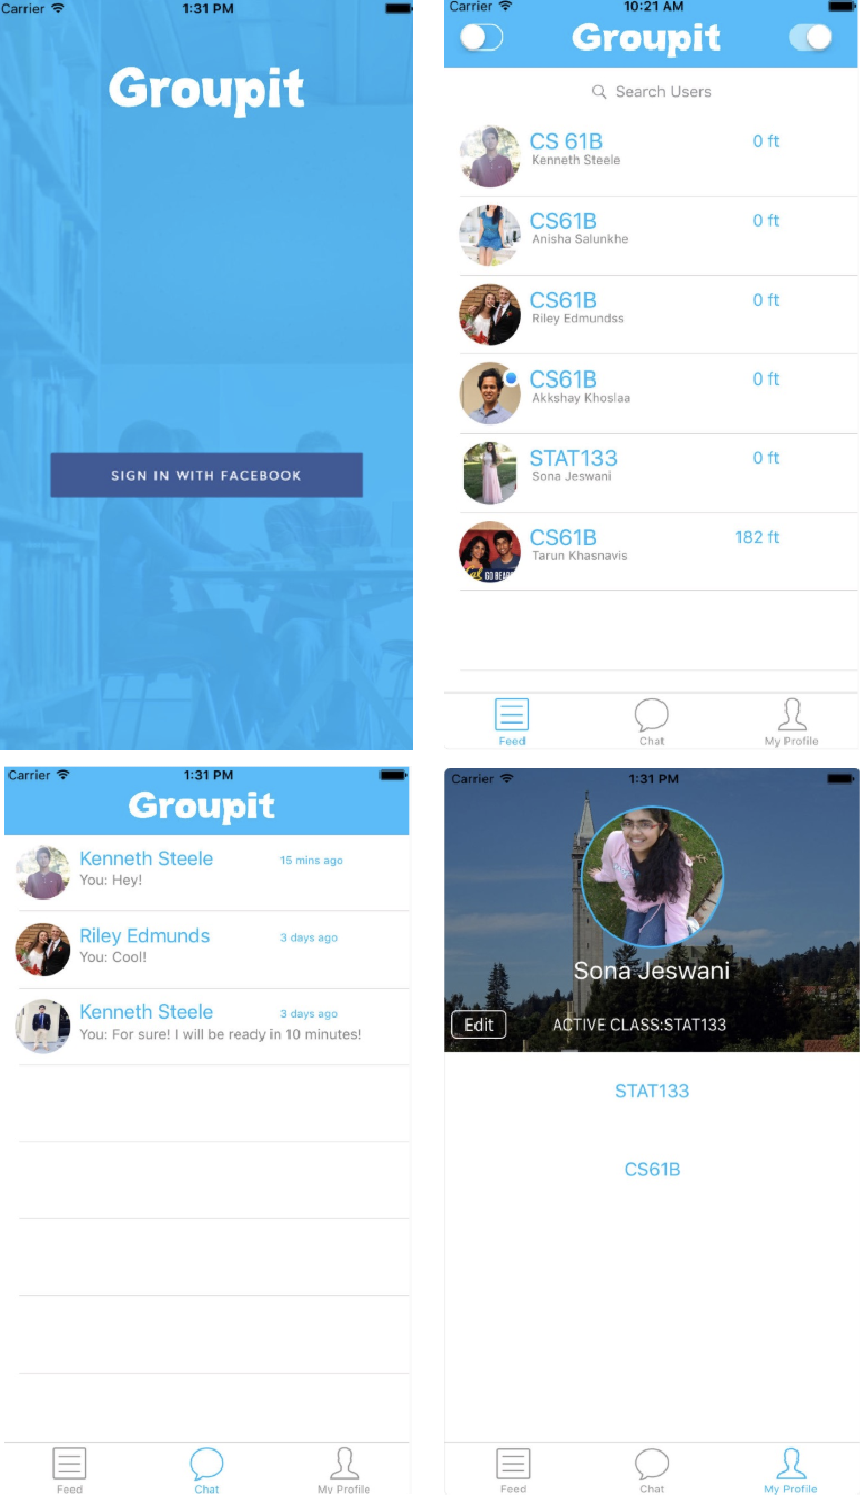 Carrier 1:31 PM
Groupit
SIGN IN WITH FACEBOOK
Carrier 10:21 AM
Groupit
Search Users
CS 61B 0 ft
Kenneth Steele
CS61B 0 ft
Anisha Salunkhe
CS61B 0 ft
Riley Edmundss
CS61B 0 ft
Akkshay Khoslaa
STAT133 0 ft
Sona Jeswani
CS61B 182 ft
Tarun Khasnavis
GO BEAR
Feed Chat My Profile
Carrier 1:31 PM
Groupit
Kenneth Steele 15 mins ago
You: Hey!
Riley Edmunds 3 days ago
You: Cool!
Kenneth Steele 3 days ago
You: For sure! I will be ready in 10 minutes!
Feed Chat My Profile
Carrier 1:31 PM
Sona Jeswani
Edit ACTIVE CLASS:STAT133
STAT133
CS61B
Feed Chat My Profile